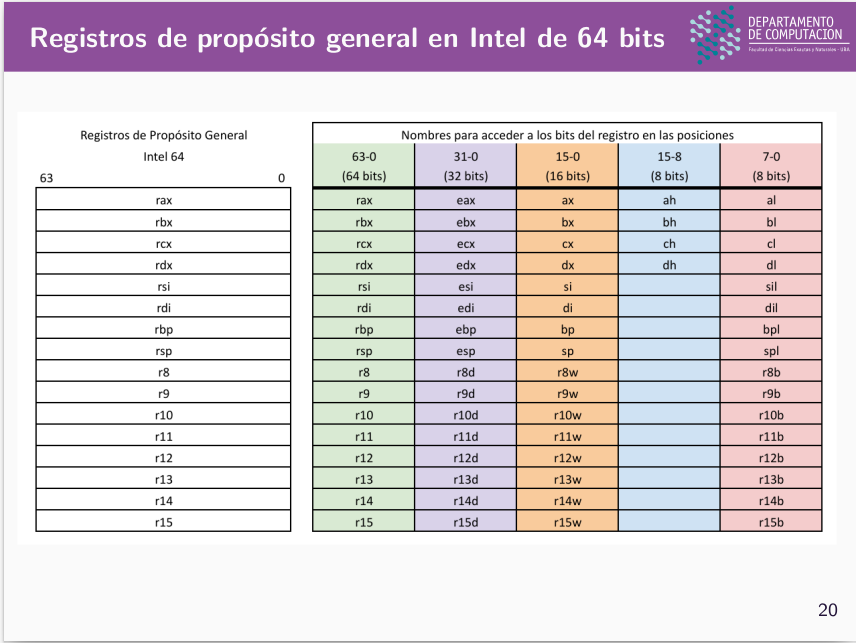 Registros de propósito general en Intel de 64 bits
DEPARTAMENTO
DE COMPUTACION
Facultad de Ciencias Exactas y Naturales - UBA
Registros de Propósito General
Intel 64
63 0
rax
rbx
rcx
rdx
rsi
rdi
rbp
rsp
r8
r9
r10
r11
r12
r13
r14
r15
Nombres para acceder a los bits del registro en las posiciones
63-0 31-0 15-0 15-8 7-0
(64 bits) (32 bits) (16 bits) (8 bits) (8 bits)
rax eax ax ah al
rbx ebx bx bh bl
rcx ecx cx ch cl
rdx edx dx dh dl
rsi esi si sil
rdi edi di dil
rbp ebp bp bpl
rsp esp sp spl
r8 r8d r8w r8b
r9 r9d r9w r9b
r10 r10d r10w r10b
r11 r11d r11w r11b
r12 r12d r12w r12b
r13 r13d r13w r13b
r14 r14d r14w r14b
r15 r15d r15w r15b
20